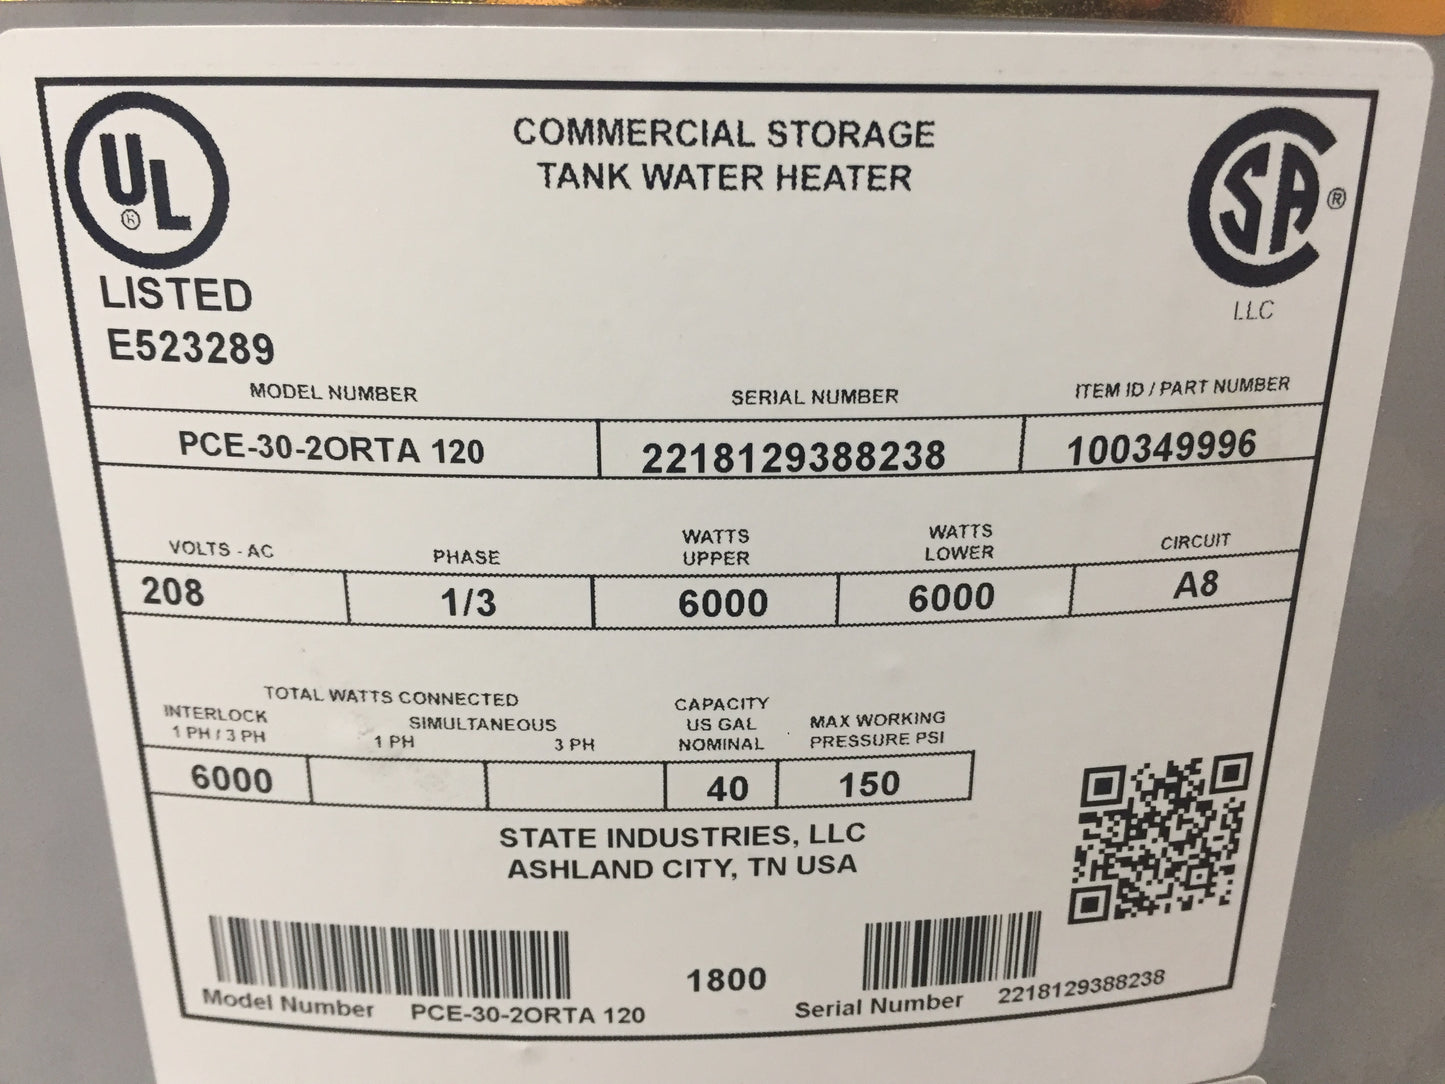 UL
®
LISTED
E523289
COMMERCIAL STORAGE
TANK WATER HEATER
CSA ®
LLC
MODEL NUMBER SERIAL NUMBER ITEM ID / PART NUMBER
PCE-30-2ORTA 120 2218129388238 100349996
VOLTS - AC PHASE WATTS UPPER WATTS LOWER CIRCUIT
208 1/3 6000 6000 A8
TOTAL WATTS CONNECTED
INTERLOCK 1 PH / 3 PH SIMULTANEOUS 1 PH 3 PH CAPACITY US GAL NOMINAL MAX WORKING PRESSURE PSI
6000 40 150
STATE INDUSTRIES, LLC
ASHLAND CITY, TN USA
1800
Model Number PCE-30-2ORTA 120 Serial Number 2218129388238